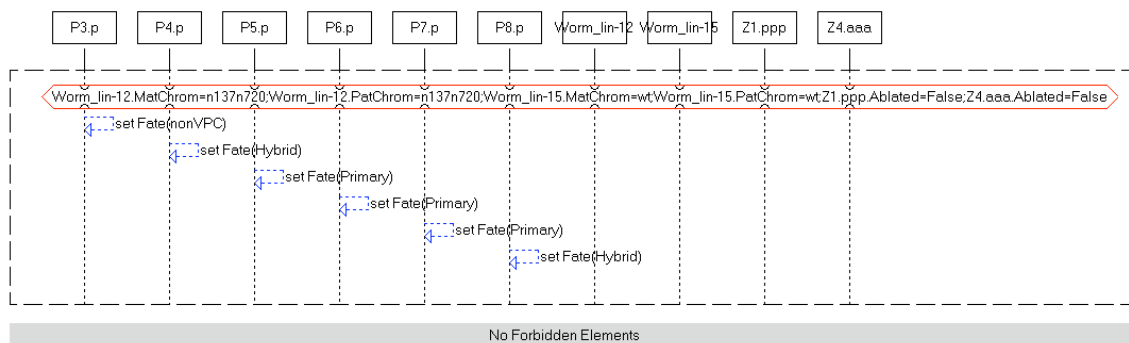 P3.p P4.p P5.p P6.p P7.p P8.p Worm_lin-12 Worm_lin-15 Z1.ppp Z4.aaa
Worm_lin-12.MatChrom=n137n720;Worm_lin-12.PatChrom=n137n720;Worm_lin-15.MatChrom=wt;Worm_lin-15.PatChrom=wt;Z1.ppp.Ablated=False;Z4.aaa.Ablated=False
set Fate(nonVPC)
set Fate(Hybrid)
set Fate(Primary)
set Fate(Primary)
set Fate(Primary)
set Fate(Hybrid)
No Forbidden Elements